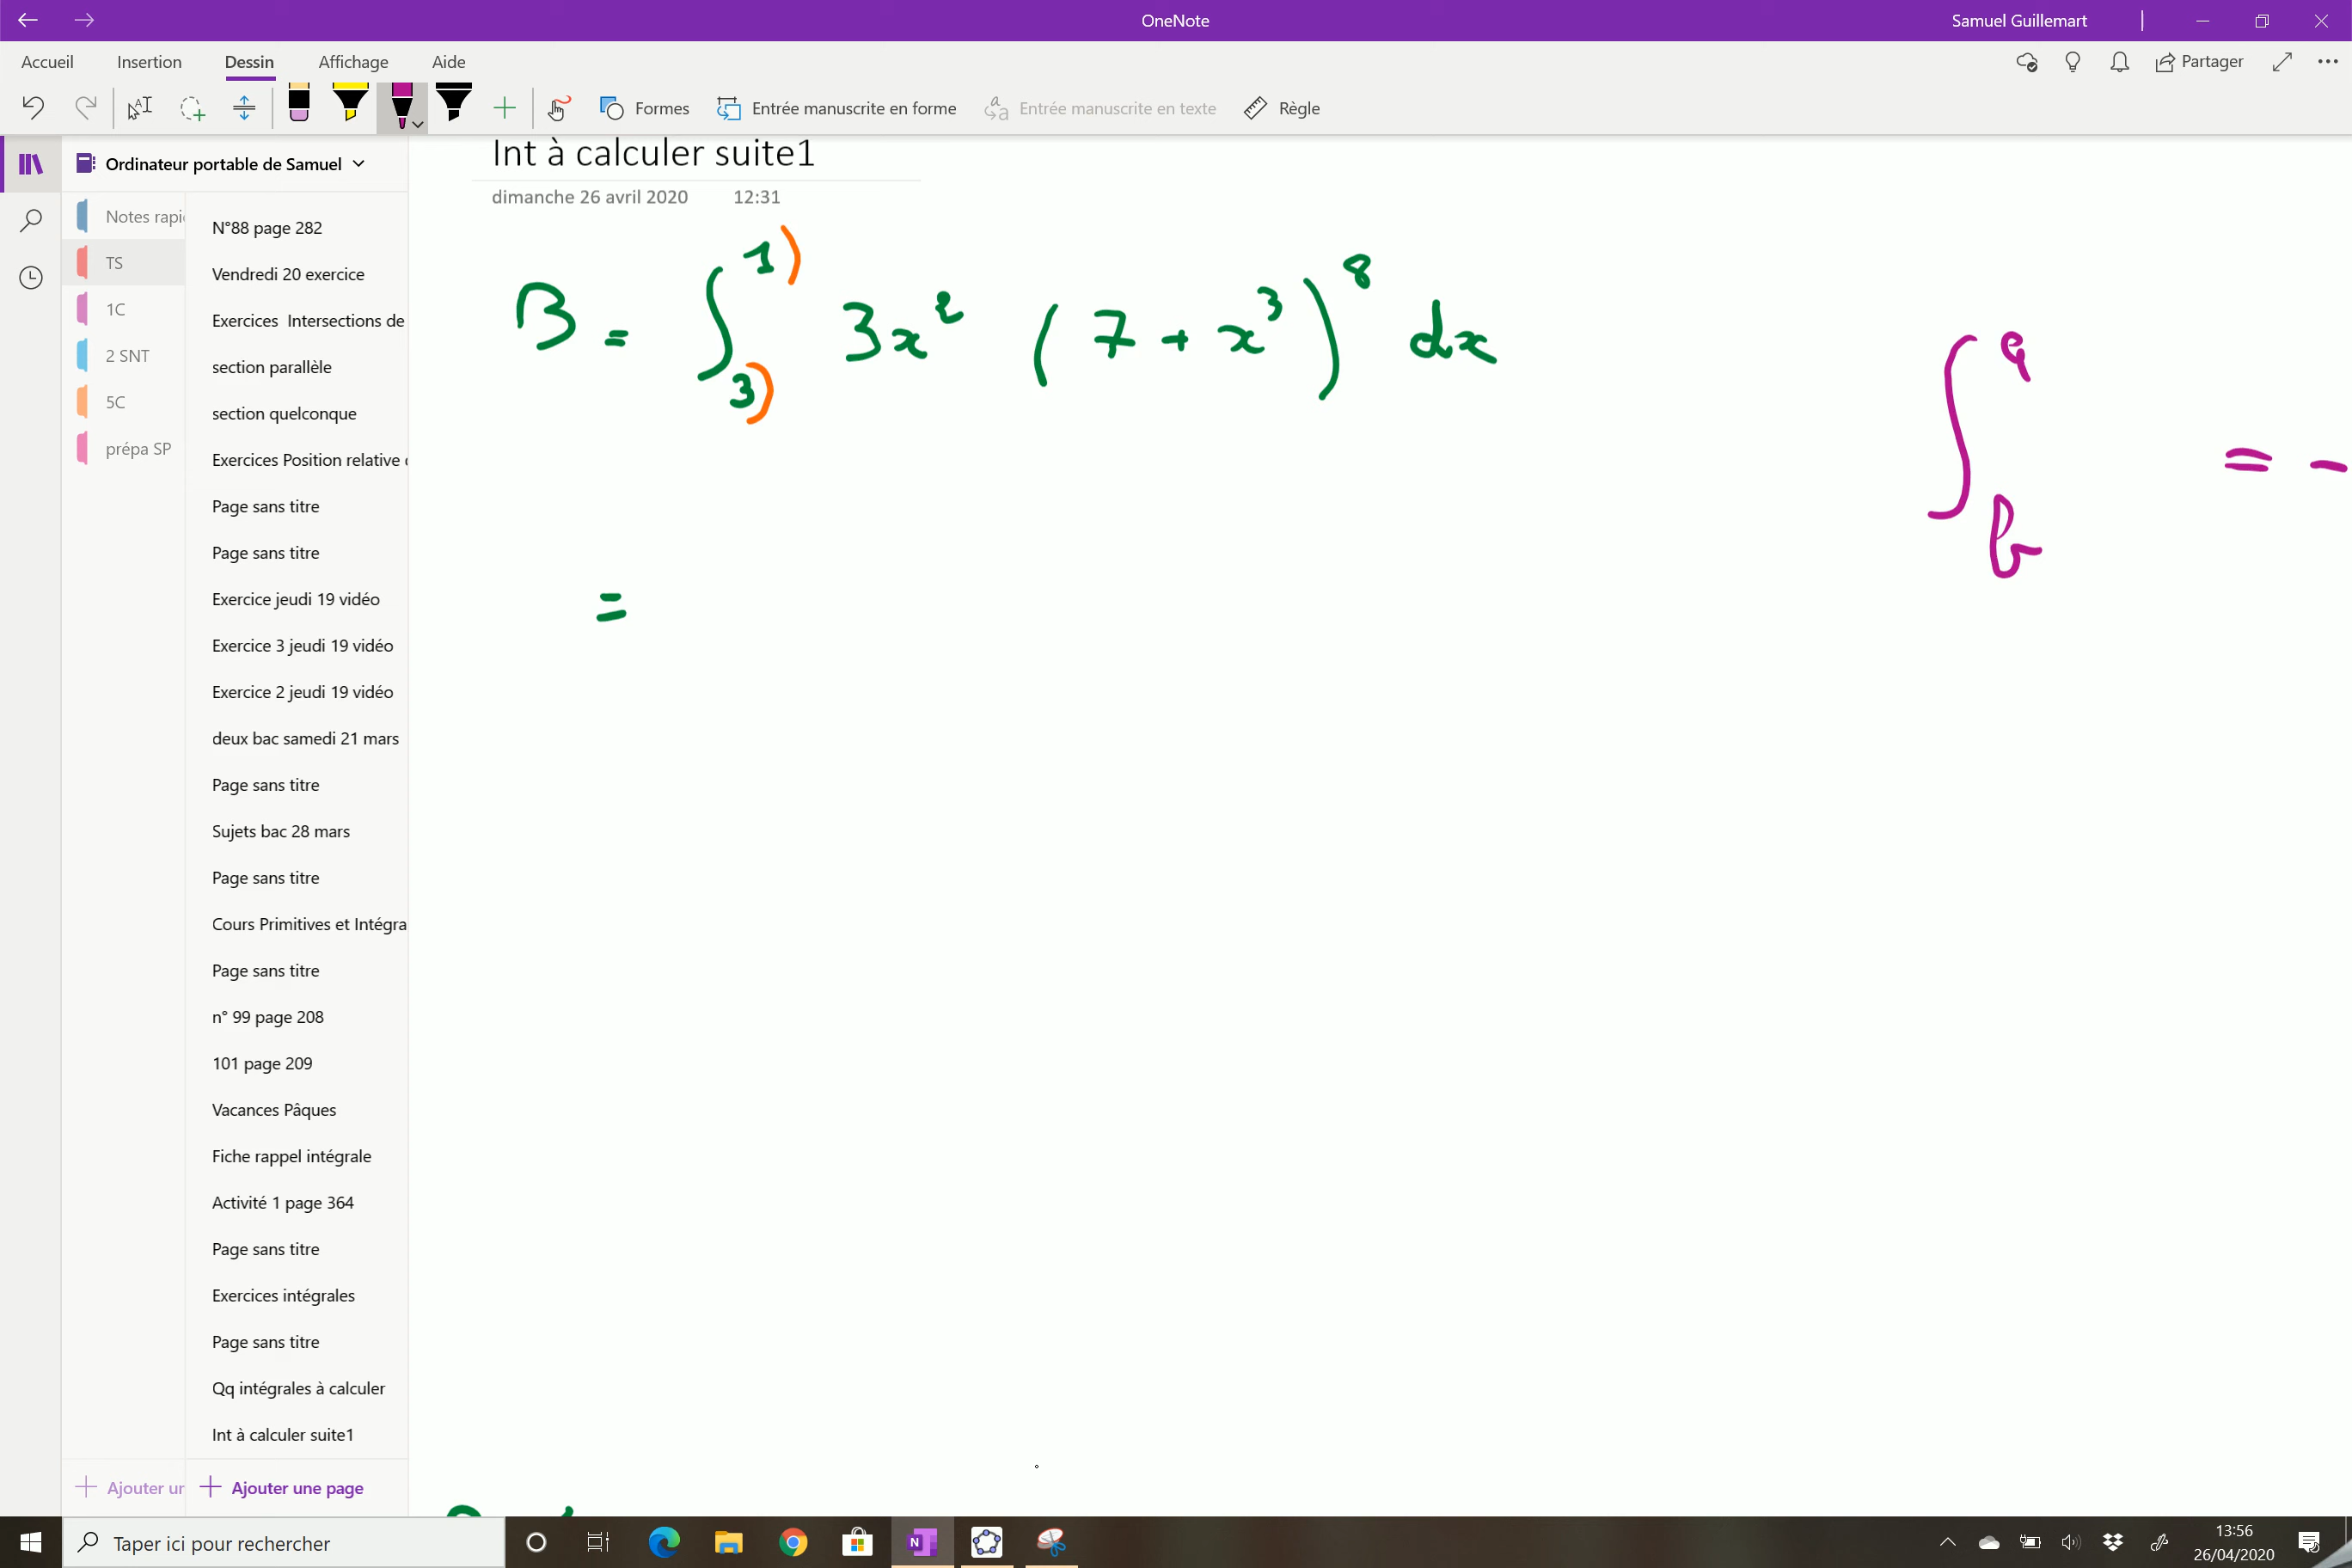 OneNote
Samuel Guillemart
Accueil Insertion Dessin Affichage Aide
Partager
Formes Entrée manuscrite en forme Entrée manuscrite en texte Règle
Ordinateur portable de Samuel
Notes rapi
TS
1C
2 SNT
5C
prépa SP
N°88 page 282
Vendredi 20 exercice
Exercices Intersections de
section parallèle
section quelconque
Exercices Position relative
Page sans titre
Page sans titre
Exercice jeudi 19 vidéo
Exercice 3 jeudi 19 vidéo
Exercice 2 jeudi 19 vidéo
deux bac samedi 21 mars
Page sans titre
Sujets bac 28 mars
Page sans titre
Cours Primitives et Intégra
Page sans titre
n° 99 page 208
101 page 209
Vacances Pâques
Fiche rappel intégrale
Activité 1 page 364
Page sans titre
Exercices intégrales
Page sans titre
Qq intégrales à calculer
Int à calculer suite1
Ajouter ur
Ajouter une page
Int à calculer suite1
dimanche 26 avril 2020 12:31
B = ∫₃¹ 3x² (7 + x³)⁸ dx
∫ a b = -
=
Taper ici pour rechercher
13:56
26/04/2020